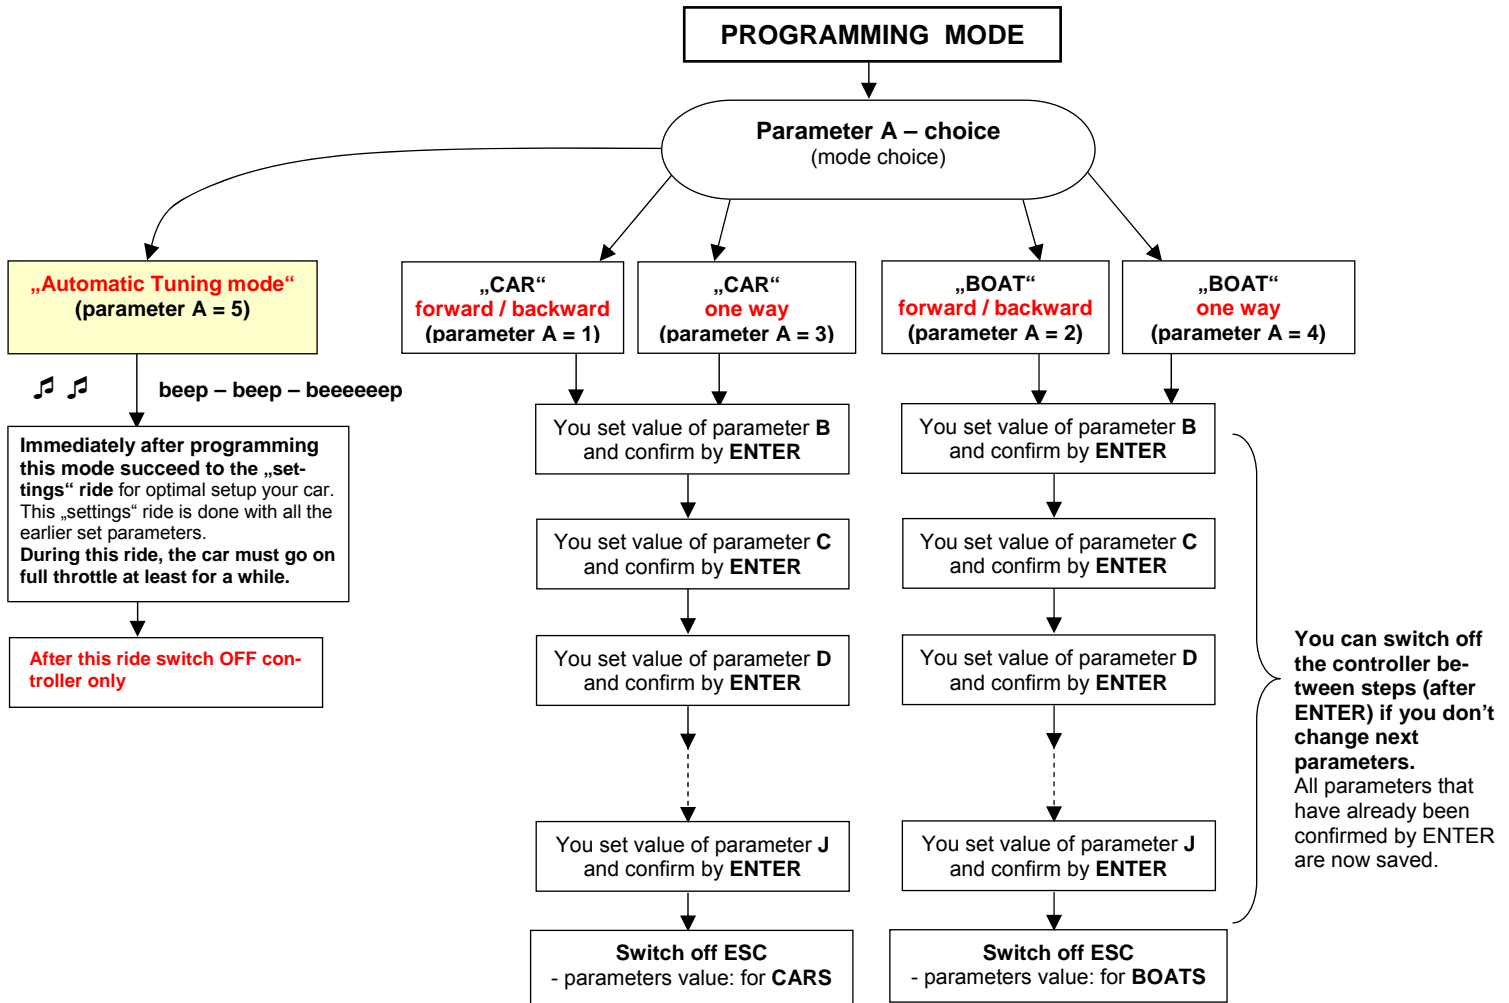 PROGRAMMING MODE
Parameter A – choice
(mode choice)
„Automatic Tuning mode“
(parameter A = 5)
„CAR“
forward / backward
(parameter A = 1)
„CAR“
one way
(parameter A = 3)
„BOAT“
forward / backward
(parameter A = 2)
„BOAT“
one way
(parameter A = 4)
♫ ♫ beep – beep – beeeeeep
Immediately after programming
this mode succeed to the „set-
tings“ ride for optimal setup your car.
This „settings“ ride is done with all the
earlier set parameters.
During this ride, the car must go on
full throttle at least for a while.
After this ride switch OFF con-
troller only
You set value of parameter B
and confirm by ENTER
You set value of parameter C
and confirm by ENTER
You set value of parameter D
and confirm by ENTER
You set value of parameter J
and confirm by ENTER
Switch off ESC
- parameters value: for CARS
You set value of parameter B
and confirm by ENTER
You set value of parameter C
and confirm by ENTER
You set value of parameter D
and confirm by ENTER
You set value of parameter J
and confirm by ENTER
Switch off ESC
- parameters value: for BOATS
You can switch off
the controller be-
tween steps (after
ENTER) if you don’t
change next
parameters.
All parameters that
have already been
confirmed by ENTER
are now saved.